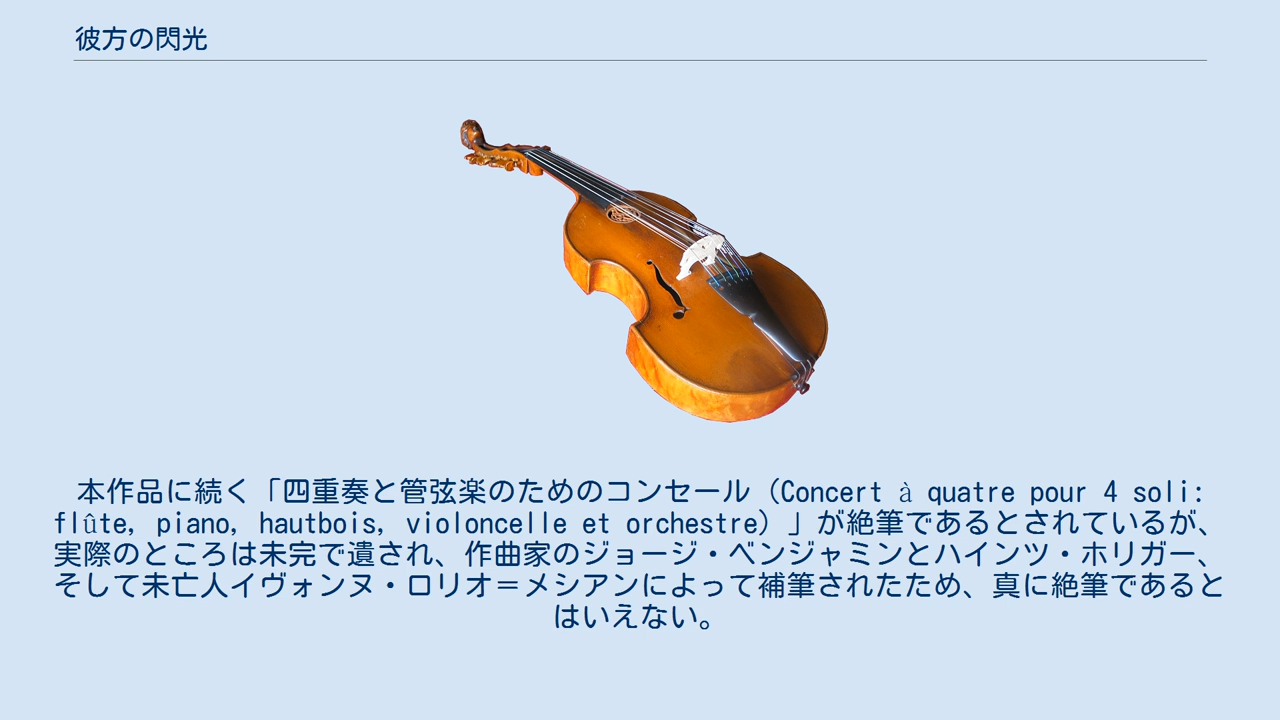 彼方の閃光
本作品に続く「四重奏と管弦楽のためのコンセール（Concert à quatre pour 4 soli:
flûte, piano, hautbois, violoncelle et orchestre）」が絶筆であるとされているが、
実際のところは未完で遺され、作曲家のジョージ・ベンジャミンとハインツ・ホリガー、
そして未亡人イヴォンヌ・ロリオ＝メシアンによって補筆されたため、真に絶筆であると
はいえない。